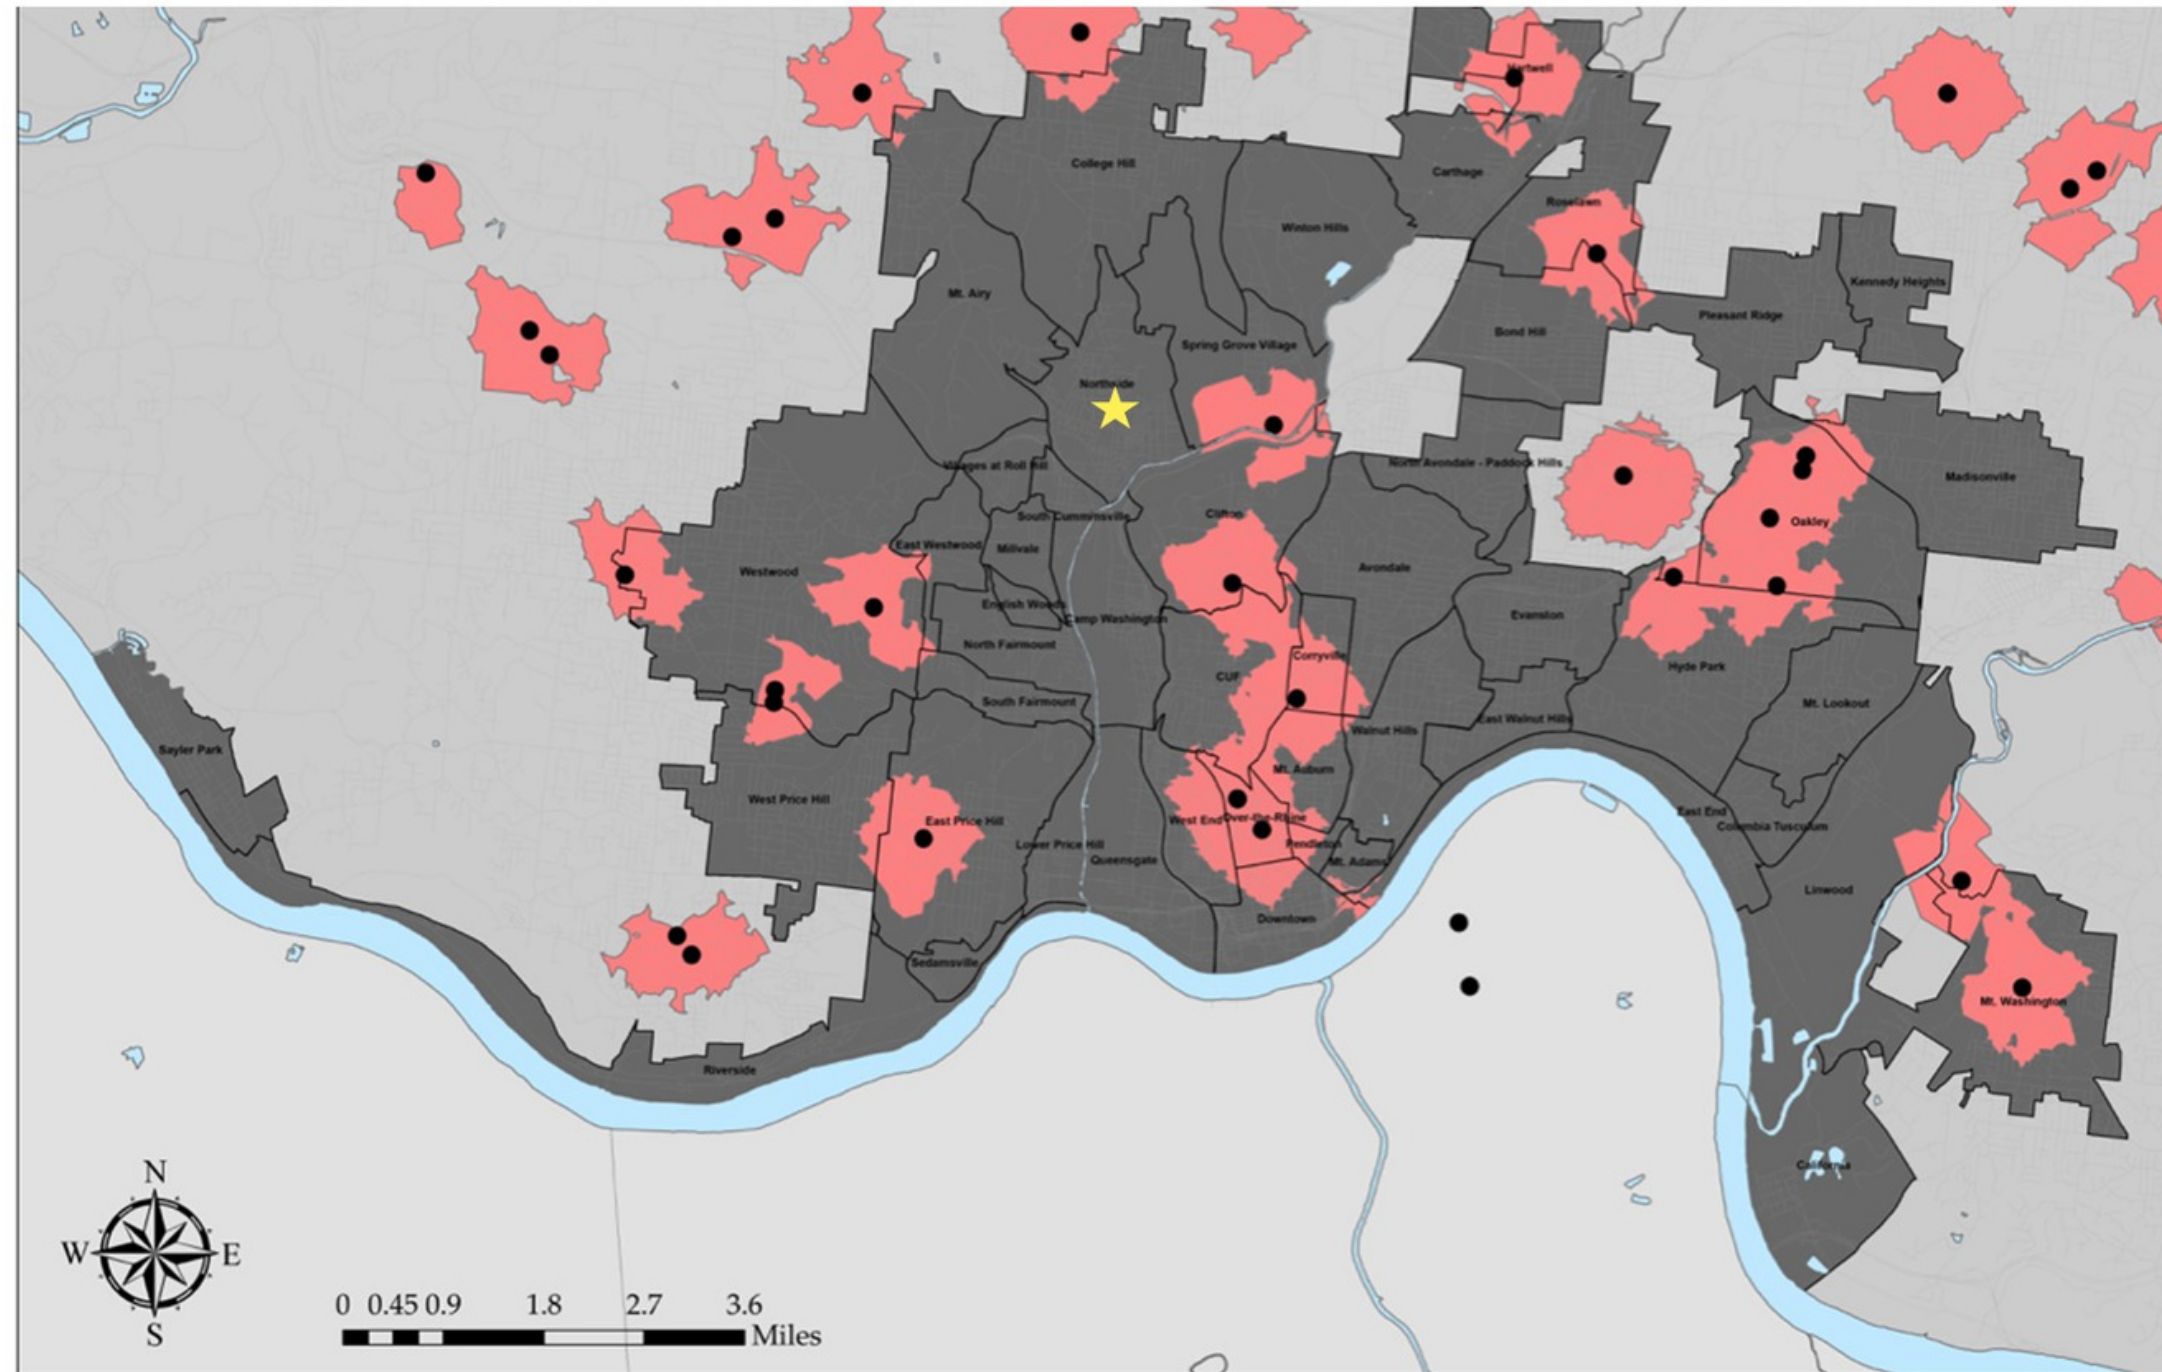 Hartwell
College Hill
Carthage
Roselawn
Winton Hills
Mt. Airy
Kennedy Heights
Pleasant Ridge
Bond Hill
Spring Grove Village
Northside
Villages at Roll Hill
North Avondale - Paddock Hills
Madisonville
South Cumminsville
Clifton
Oakley
East Westwood
Millvale
Westwood
Avondale
English Woods
Camp Washington
Evanston
North Fairmount
Corryville
Hyde Park
CUF
South Fairmount
Mt. Lookout
East Walnut Hills
Walnut Hills
Sayler Park
Mt. Auburn
West Price Hill
East End
East Price Hill
West End
Over-the-Rhine
Columbia Tusculum
Lower Price Hill
Pendleton
Queensgate
Mt. Adams
Linwood
Downtown
Sedamsville
Mt. Washington
Riverside
California
N
W
E
S
0 0.45 0.9 1.8 2.7 3.6
Miles